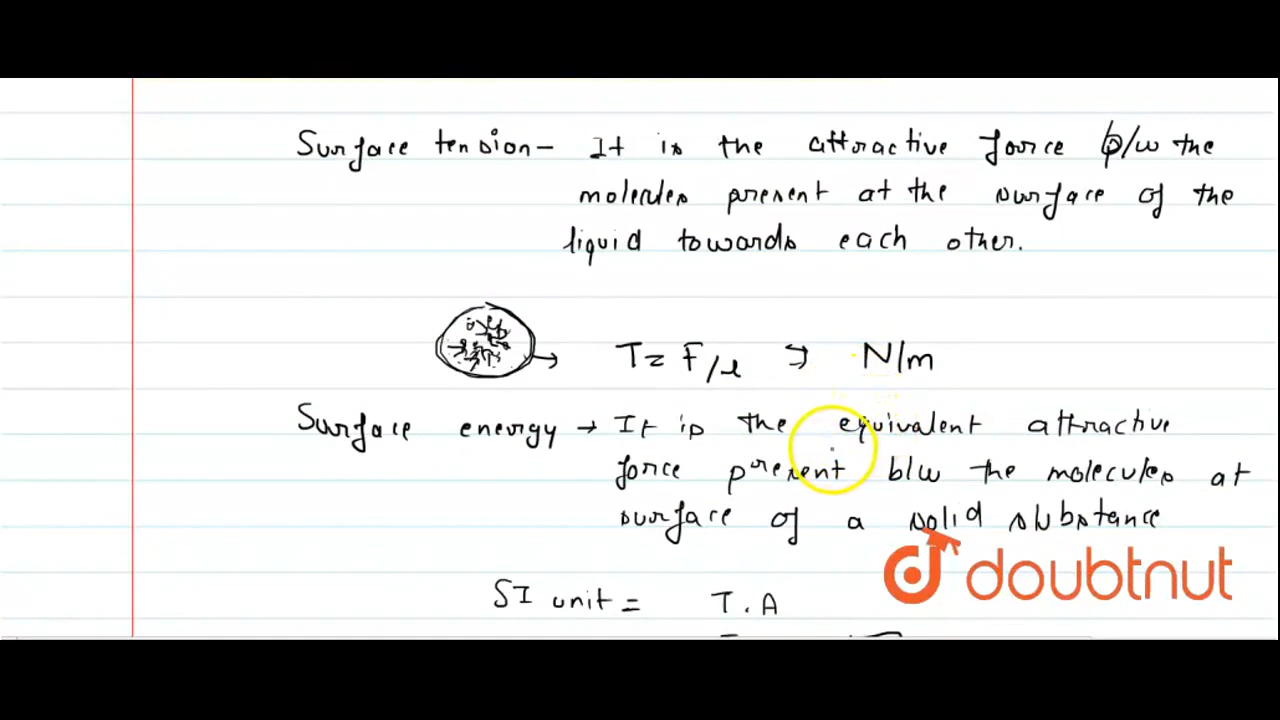 Surface tension – It is the attractive force b/w the
molecules present at the surface of the
liquid towards each other.
T = F/l → N/m
Surface energy → It is the equivalent attractive
force present b/w the molecules at
surface of a solid substance
doubtnut
SI unit = T.A